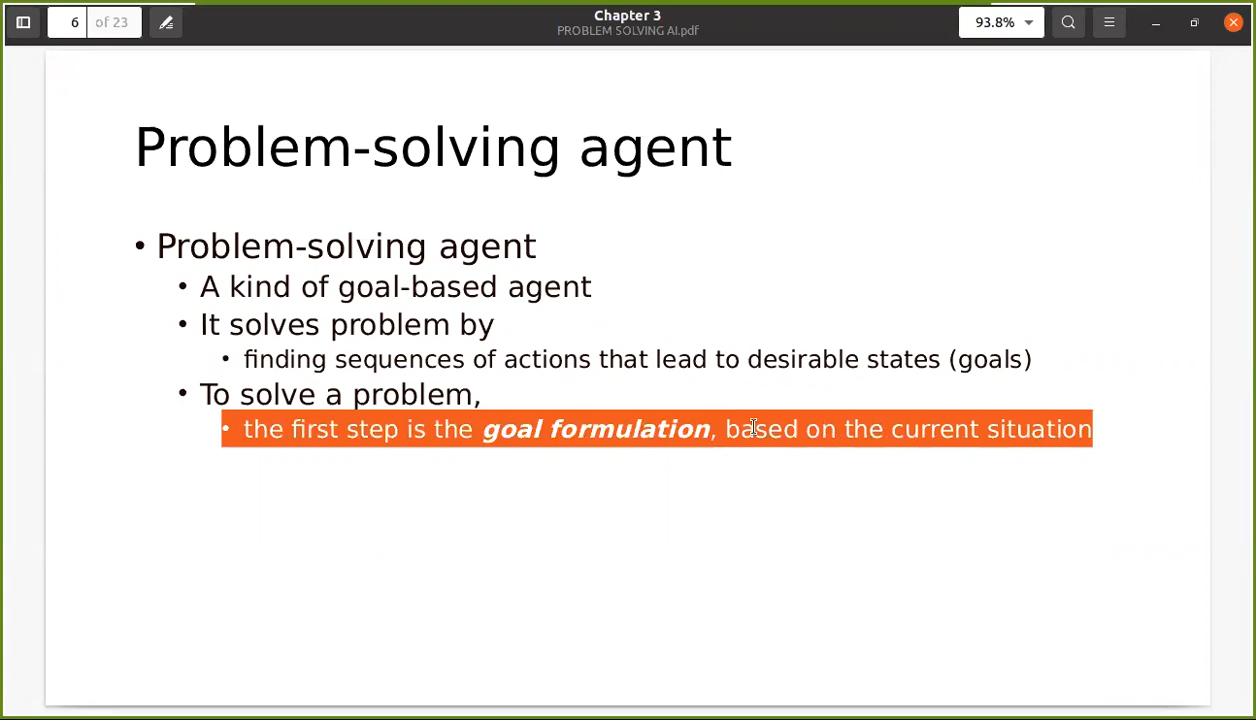 6 of 23
Chapter 3
PROBLEM SOLVING AI.pdf
93.8%
Problem-solving agent
• Problem-solving agent
• A kind of goal-based agent
• It solves problem by
• finding sequences of actions that lead to desirable states (goals)
• To solve a problem,
• the first step is the goal formulation, based on the current situation